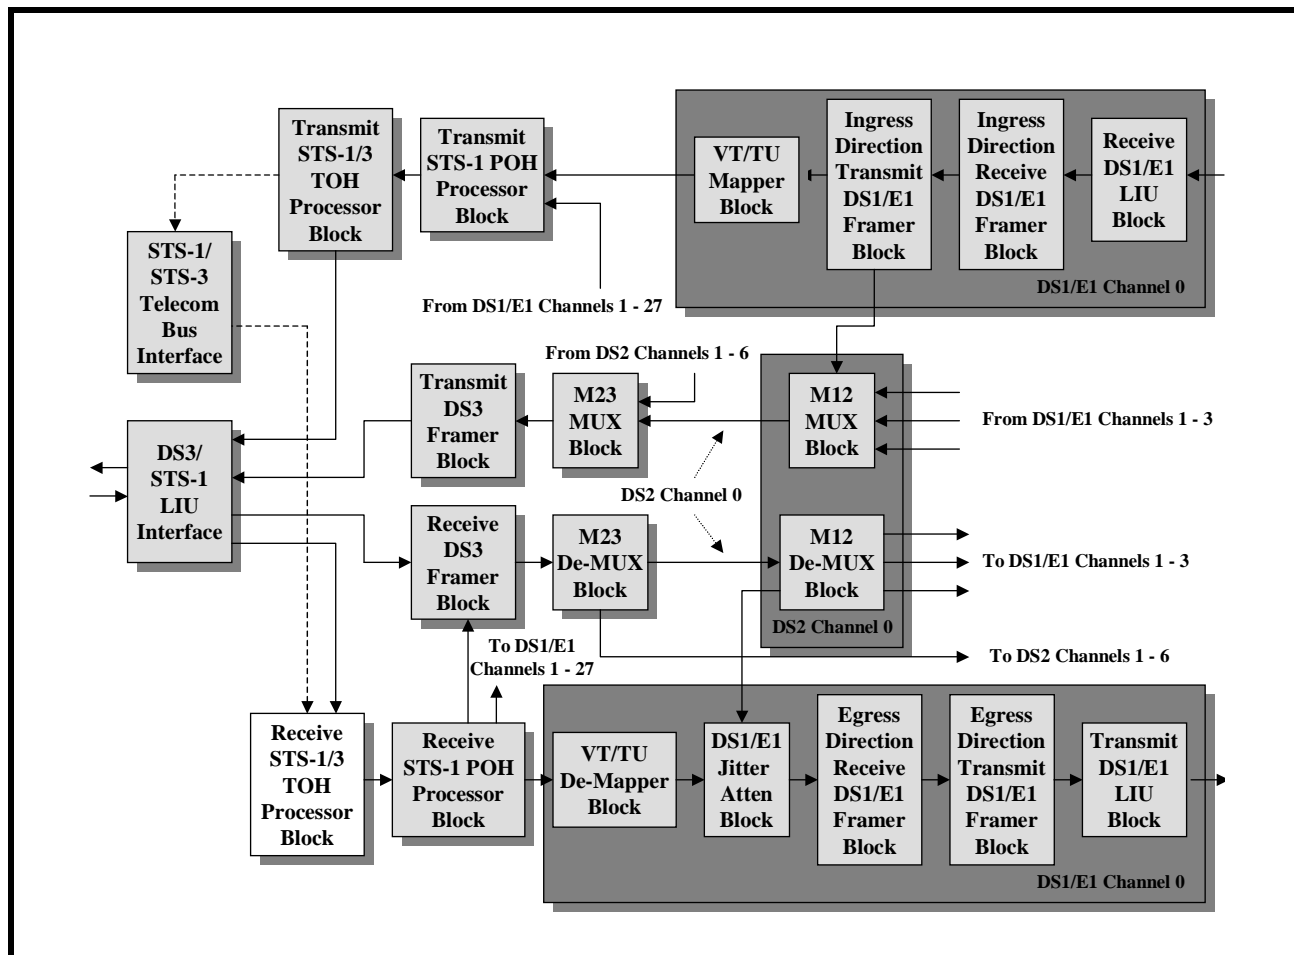 Transmit
STS-1/3
TOH
Processor
Block
Transmit
STS-1 POH
Processor
Block
VT/TU
Mapper
Block
Ingress
Direction
Transmit
DS1/E1
Framer
Block
Ingress
Direction
Receive
DS1/E1
Framer
Block
Receive
DS1/E1
LIU
Block
DS1/E1 Channel 0
STS-1/
STS-3
Telecom
Bus
Interface
From DS1/E1 Channels 1 - 27
From DS2 Channels 1 - 6
Transmit
DS3
Framer
Block
M23
MUX
Block
M12
MUX
Block
From DS1/E1 Channels 1 - 3
DS3/
STS-1
LIU
Interface
DS2 Channel 0
Receive
DS3
Framer
Block
M23
De-MUX
Block
M12
De-MUX
Block
To DS1/E1 Channels 1 - 3
DS2 Channel 0
To DS1/E1
Channels 1 - 27
To DS2 Channels 1 - 6
Receive
STS-1/3
TOH
Processor
Block
Receive
STS-1 POH
Processor
Block
VT/TU
De-Mapper
Block
DS1/E1
Jitter
Atten
Block
Egress
Direction
Receive
DS1/E1
Framer
Block
Egress
Direction
Transmit
DS1/E1
Framer
Block
Transmit
DS1/E1
LIU
Block
DS1/E1 Channel 0